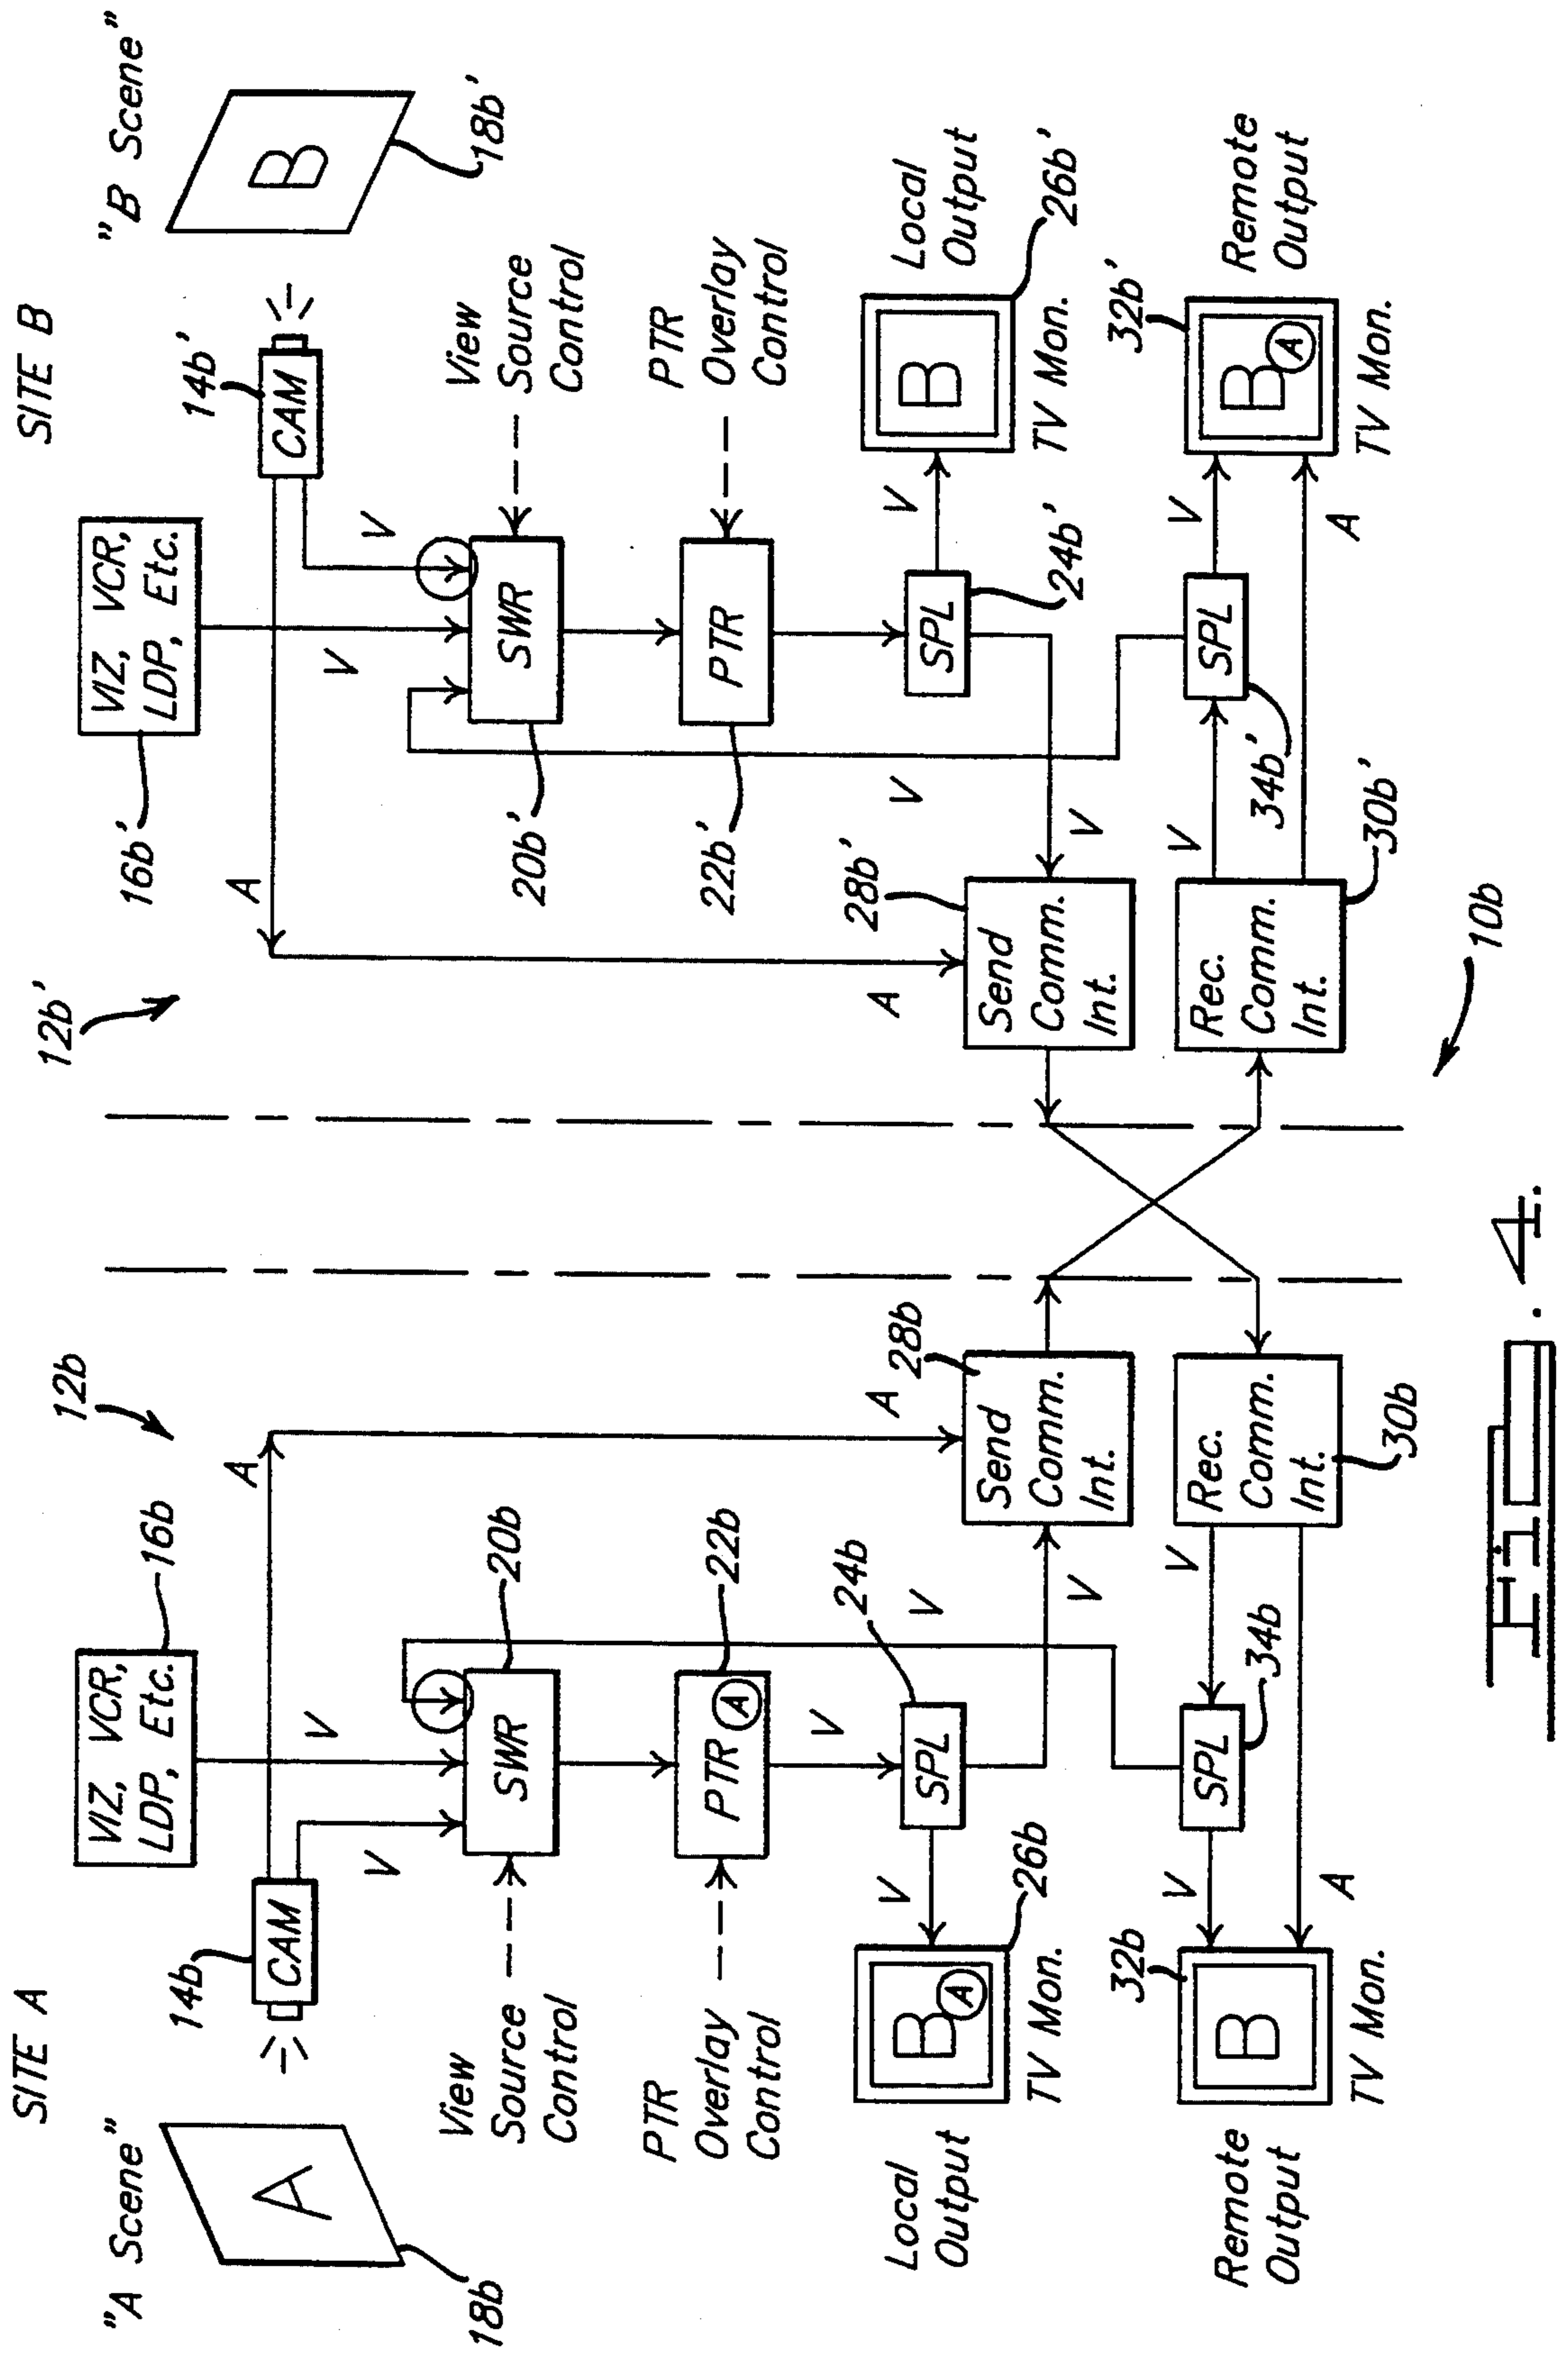 SITE A
SITE B
12b
12b'
"A Scene"
A
18b
14b
CAM
VIZ, VCR,
LDP, Etc.
16b
A
V
V
View
Source
Control
SWR
20b
PTR
Overlay
Control
PTR
A
22b
V
Local
Output
B
A
26b
TV Mon.
V
SPL
24b
V
V
A
28b
Send
Comm.
Int.
Remote
Output
32b
B
TV Mon.
V
A
SPL
34b
V
Rec.
Comm.
Int.
30b
"B Scene"
B
18b'
14b'
CAM
VIZ, VCR,
LDP, Etc.
16b'
A
V
V
View
Source
Control
SWR
20b'
PTR
Overlay
Control
PTR
22b'
Local
Output
B
26b'
TV Mon.
V
SPL
24b'
V
V
A
28b'
Send
Comm.
Int.
Remote
Output
32b'
B
A
TV Mon.
V
A
SPL
34b'
V
Rec.
Comm.
Int.
30b'
10b
Fig. 4.